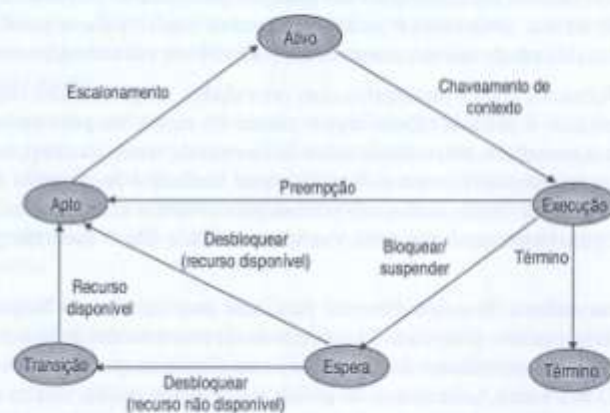 Ativo
Escalonamento
Chaveamento de
contexto
Preempção
Apto
Execução
Desbloquear
(recurso disponível)
Bloquear/
suspender
Término
Recurso
disponível
Transição
Espera
Término
Desbloquear
(recurso não disponível)